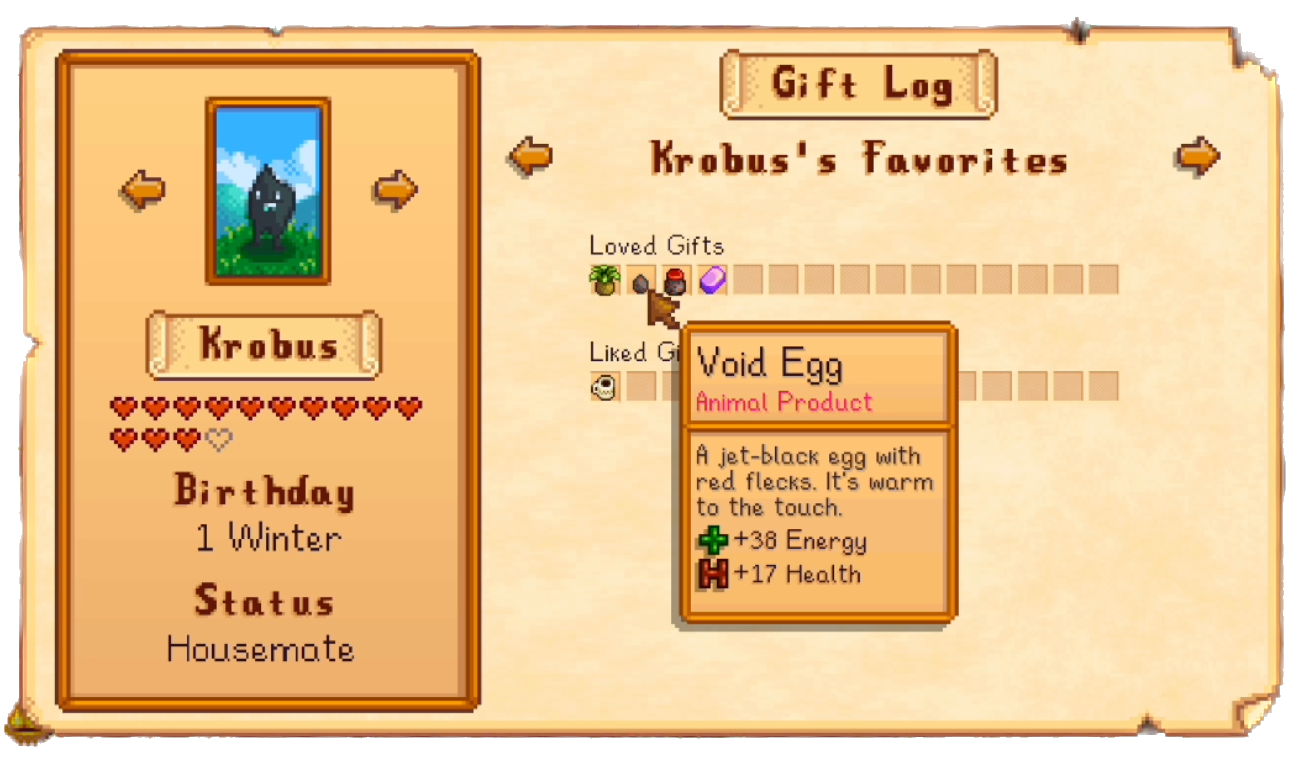 Krobus
Birthday
1 Winter
Status
Housemate
Gift Log
Krobus's Favorites
Loved Gifts
Liked Gi
Void Egg
Animal Product
A jet-black egg with
red flecks. It's warm
to the touch.
+38 Energy
+17 Health